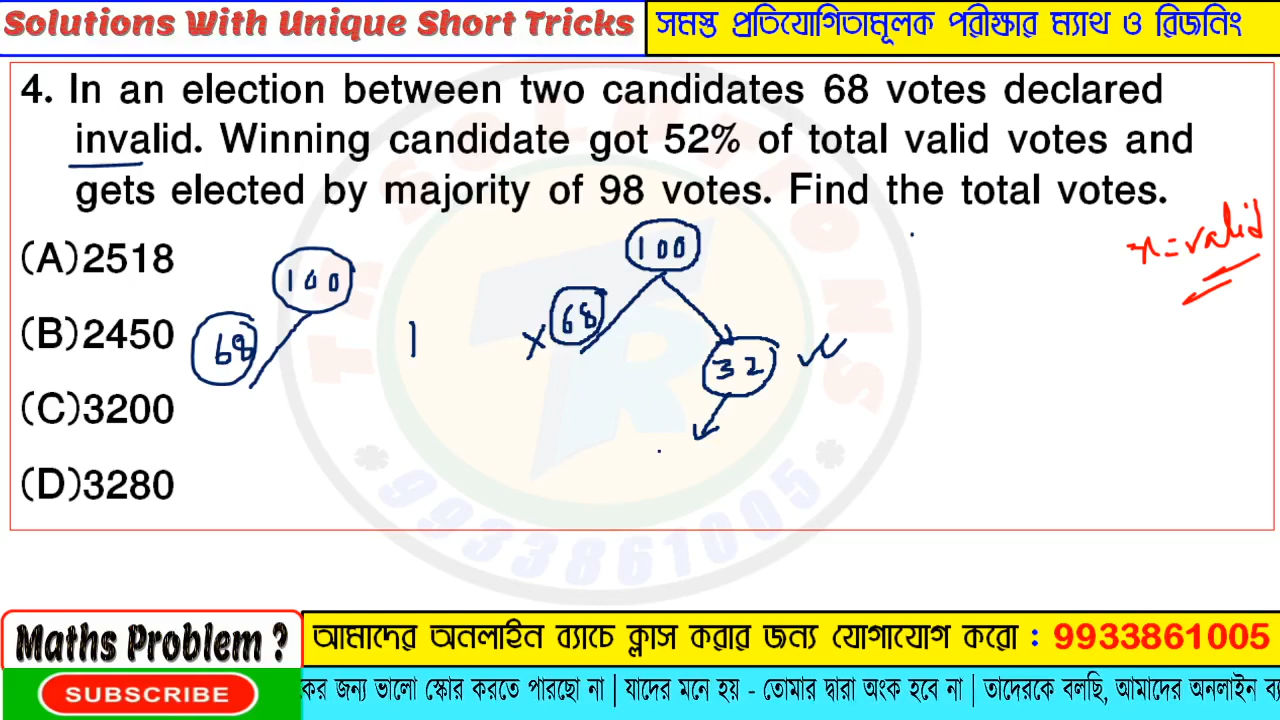 Solutions With Unique Short Tricks
সমস্ত প্রতিযোগিতামূলক পরীক্ষার ম্যাথ ও রিজনিং
4. In an election between two candidates 68 votes declared
invalid. Winning candidate got 52% of total valid votes and
gets elected by majority of 98 votes. Find the total votes.
x = valid
(A)2518
100
100
(B)2450
68
1
x
68
32
(C)3200
(D)3280
9933861005
Maths Problem ?
আমাদের অনলাইন ব্যাচে ক্লাস করার জন্য যোগাযোগ করো : 9933861005
SUBSCRIBE
কর জন্য ভালো স্কোর করতে পারছো না | যাদের মনে হয় - তোমার দ্বারা অংক হবে না | তাদেরকে বলছি, আমাদের অনলাইন ব্য